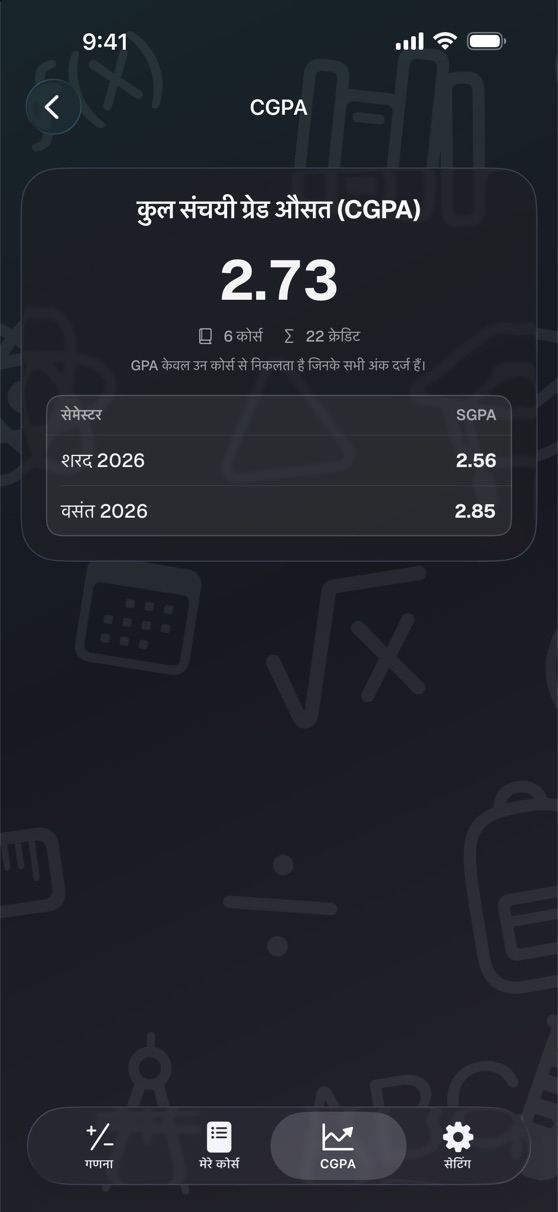 9:41
CGPA
कुल संचयी ग्रेड औसत (CGPA)
2.73
6 कोर्स Σ 22 क्रेडिट
GPA केवल उन कोर्स से निकलता है जिनके सभी अंक दर्ज हैं।
सेमेस्टर SGPA
शरद 2026 2.56
वसंत 2026 2.85
f(x)
√x
ABC
गणना मेरे कोर्स CGPA सेटिंग